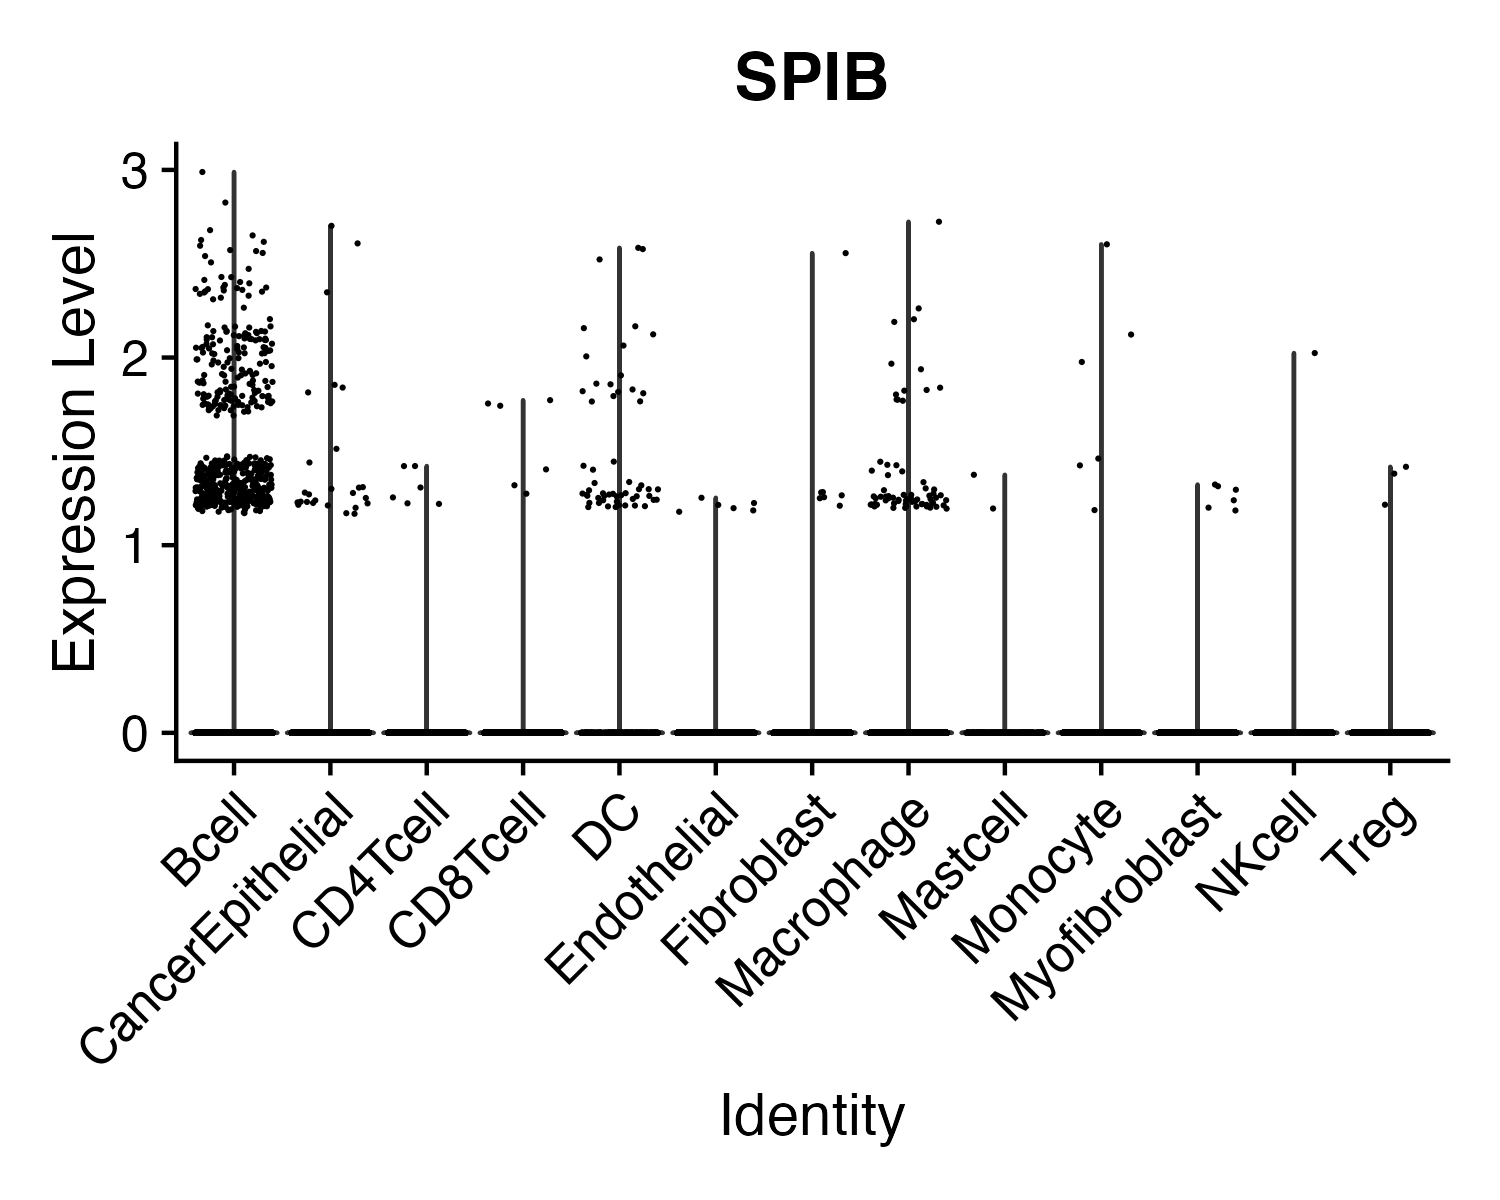 SPIB
Expression Level
3
2
1
0
Bcell
CancerEpithelial
CD4Tcell
CD8Tcell
DC
Endothelial
Fibroblast
Macrophage
Mastcell
Monocyte
Myofibroblast
NKcell
Treg
Identity